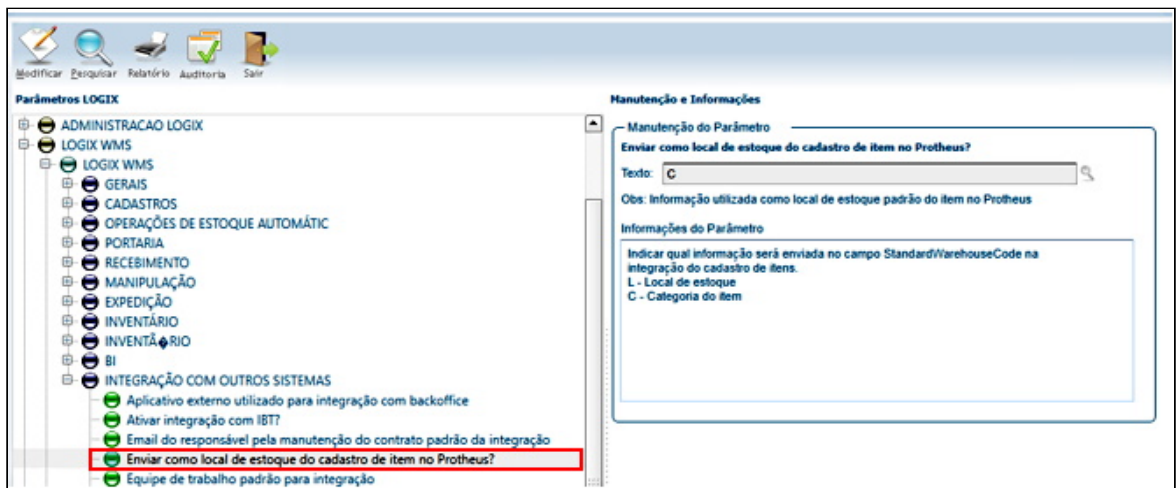 Modificar Pesquisar Relatório Auditoria Sair
Parâmetros LOGIX
ADMINISTRACAO LOGIX
LOGIX WMS
LOGIX WMS
GERAIS
CADASTROS
OPERAÇÕES DE ESTOQUE AUTOMÁTIC
PORTARIA
RECEBIMENTO
MANIPULAÇÃO
EXPEDIÇÃO
INVENTÁRIO
INVENTÃ�RIO
BI
INTEGRAÇÃO COM OUTROS SISTEMAS
Aplicativo externo utilizado para integração com backoffice
Ativar integração com IBT?
Email do responsável pela manutenção do contrato padrão da integração
Enviar como local de estoque do cadastro de item no Protheus?
Equipe de trabalho padrão para integração
Manutenção e Informações
Manutenção do Parâmetro
Enviar como local de estoque do cadastro de item no Protheus?
Texto: C
Obs: Informação utilizada como local de estoque padrão do item no Protheus
Informações do Parâmetro
Indicar qual informação será enviada no campo StandardWarehouseCode na
integração do cadastro de itens.
L - Local de estoque
C - Categoria do item